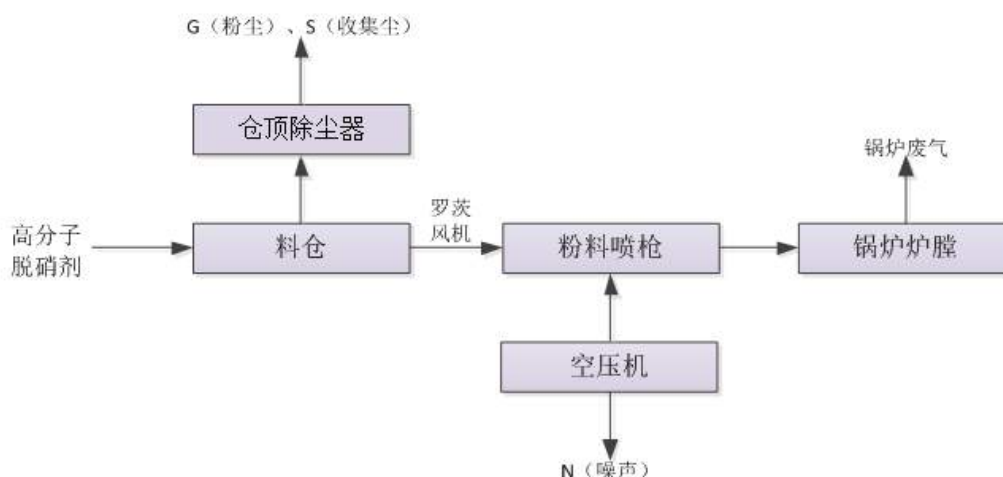 G（粉尘）、S（收集尘）
仓顶除尘器
锅炉废气
高分子
脱硝剂
料仓
罗茨
风机
粉料喷枪
锅炉炉膛
空压机
N（噪声）